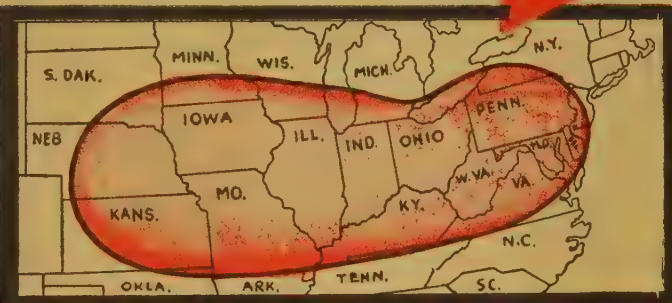 N.Y.
MINN.
WIS.
MICH.
S. DAK.
PENN.
IOWA
NEB
ILL.
IND.
OHIO
MD.
W.VA.
VA.
MO.
KANS.
KY.
N.C.
TENN.
OKLA.
ARK.
SC.